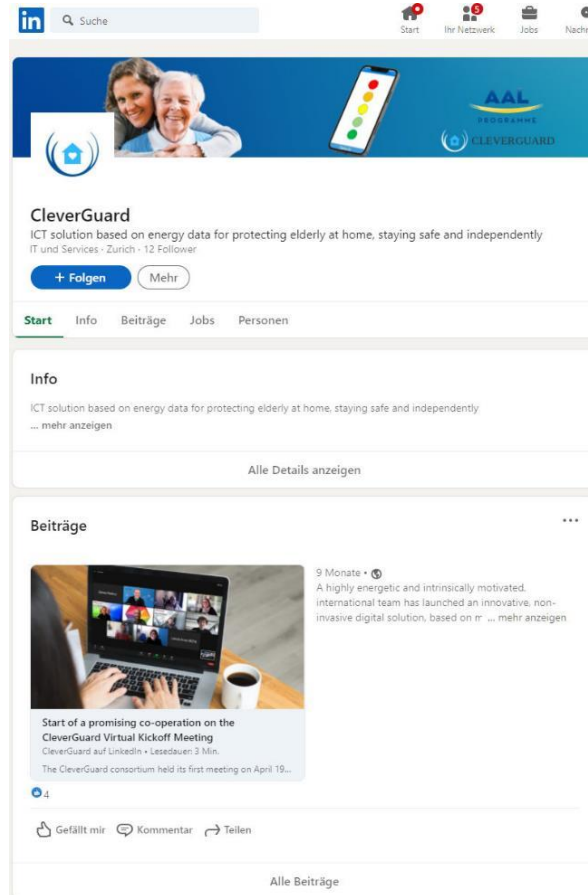 in
Suche
Start
5
Ihr Netzwerk
Jobs
AAL
PROGRAMME
CLEVERGUARD
CleverGuard
ICT solution based on energy data for protecting elderly at home, staying safe and independently
IT und Services · Zurich · 12 Follower
+ Folgen
Mehr
Start Info Beiträge Jobs Personen
Info
ICT solution based on energy data for protecting elderly at home, staying safe and independently
... mehr anzeigen
Alle Details anzeigen
Beiträge
9 Monate •
A highly energetic and intrinsically motivated,
international team has launched an innovative, non-
invasive digital solution, based on m ... mehr anzeigen
Start of a promising co-operation on the
CleverGuard Virtual Kickoff Meeting
CleverGuard auf LinkedIn • Lesedauer: 3 Min.
The CleverGuard consortium held its first meeting on April 19...
4
Gefällt mir Kommentar Teilen
Alle Beiträge